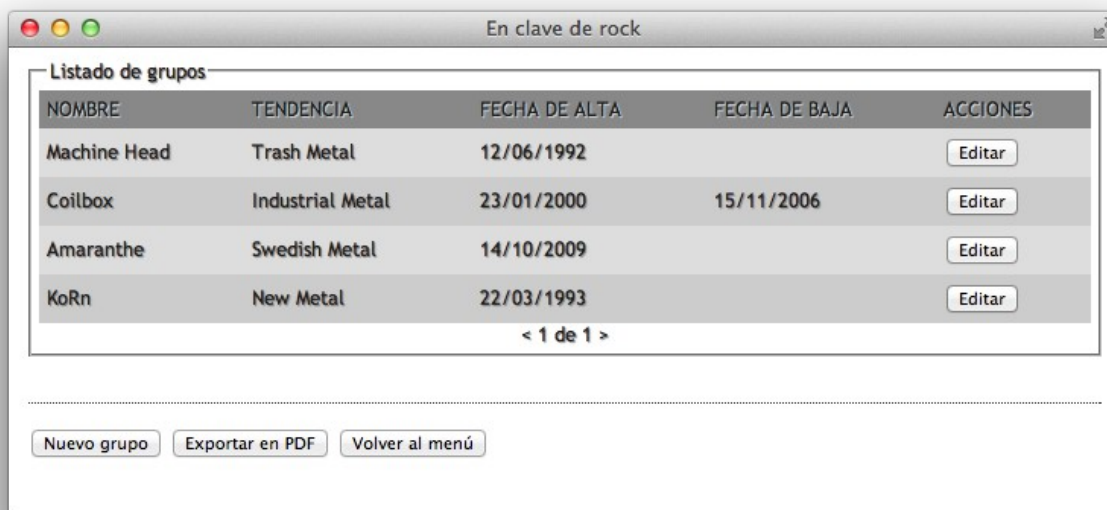 En clave de rock
Listado de grupos
NOMBRE TENDENCIA FECHA DE ALTA FECHA DE BAJA ACCIONES
Machine Head Trash Metal 12/06/1992 Editar
Coilbox Industrial Metal 23/01/2000 15/11/2006 Editar
Amaranthe Swedish Metal 14/10/2009 Editar
KoRn New Metal 22/03/1993 Editar
< 1 de 1 >
Nuevo grupo Exportar en PDF Volver al menú